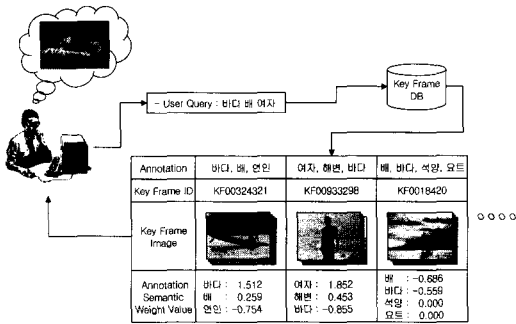 Key Frame
DB
- User Query : 바다 배 여자
Annotation 바다, 배, 연인 여자, 해변, 바다 배, 바다, 석양, 요트
Key Frame ID KF00324321 KF00933298 KF0018420
Key Frame
Image
Annotation
Semantic
Weight Value
바다 : 1.512
배 : 0.259
연인 : -0.754
여자 : 1.852
해변 : 0.453
바다 : -0.855
배 : -0.686
바다 : -0.559
석양 : 0.000
요트 : 0.000